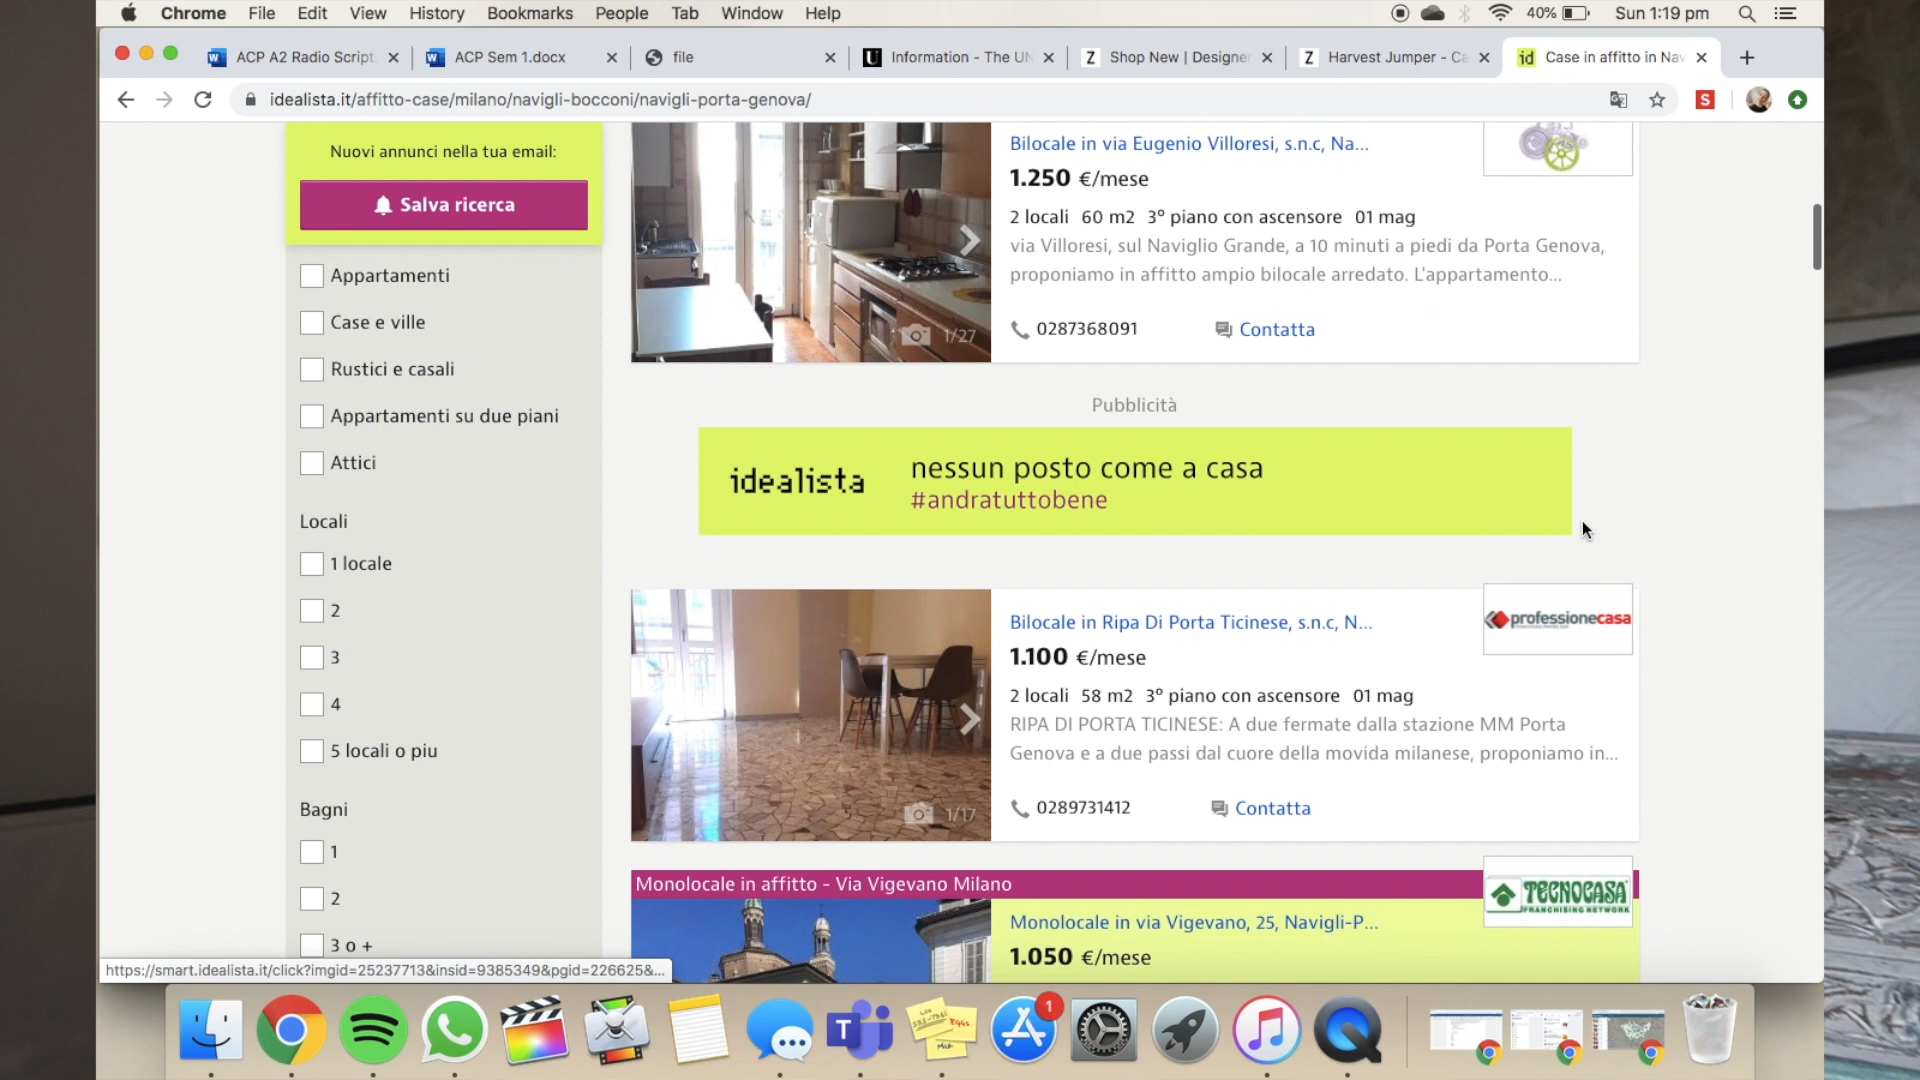 Chrome File Edit View History Bookmarks People Tab Window Help
40% Sun 1:19 pm
ACP A2 Radio Script.
ACP Sem 1.docx
file
Information - The UN
Shop New | Designer
Harvest Jumper - Ca
Case in affitto in Nav
idealista.it/affitto-case/milano/navigli-bocconi/navigli-porta-genova/
Nuovi annunci nella tua email:
Salva ricerca
Appartamenti
Case e ville
Rustici e casali
Appartamenti su due piani
Attici
Locali
1 locale
2
3
4
5 locali o piu
Bagni
1
2
3 o +
Bilocale in via Eugenio Villoresi, s.n.c, Na...
1.250 €/mese
2 locali 60 m2 3º piano con ascensore 01 mag
via Villoresi, sul Naviglio Grande, a 10 minuti a piedi da Porta Genova,
proponiamo in affitto ampio bilocale arredato. L'appartamento...
1/27
0287368091 Contatta
Pubblicità
idealista
nessun posto come a casa
#andratuttobene
Bilocale in Ripa Di Porta Ticinese, s.n.c, N...
professionecasa
1.100 €/mese
2 locali 58 m2 3º piano con ascensore 01 mag
RIPA DI PORTA TICINESE: A due fermate dalla stazione MM Porta
Genova e a due passi dal cuore della movida milanese, proponiamo in...
1/17
0289731412 Contatta
Monolocale in affitto - Via Vigevano Milano
TECNOCASA
FRANCHISING NETWORK
Monolocale in via Vigevano, 25, Navigli-P...
1.050 €/mese
https://smart.idealista.it/click?imgid=25237713&insid=9385349&pgid=226625&...
1